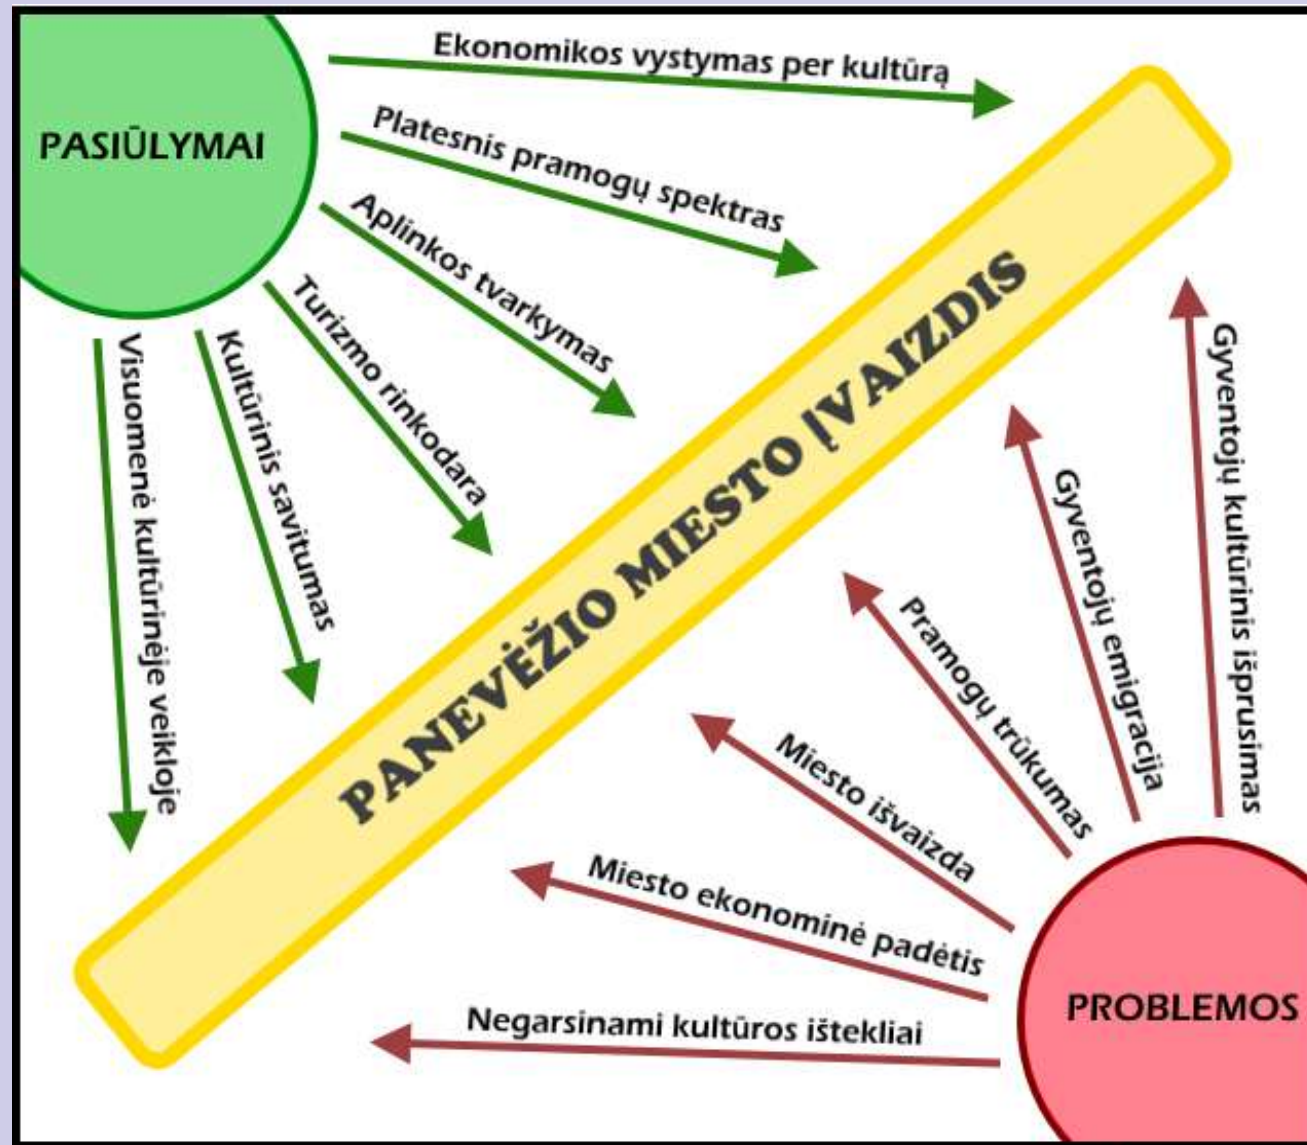 PASIŪLYMAI
Ekonomikos vystymas per kultūrą
Platesnis pramogų spektras
Aplinkos tvarkymas
Turizmo rinkodara
Kultūrinis savitumas
Visuomenė kultūrinėje veikloje
PANEVĖŽIO MIESTO ĮVAIZDIS
Gyventojų kultūrinis išprusimas
Gyventojų emigracija
Pramogų trūkumas
Miesto išvaizda
Miesto ekonominė padėtis
Negarsinami kultūros ištekliai
PROBLEMOS